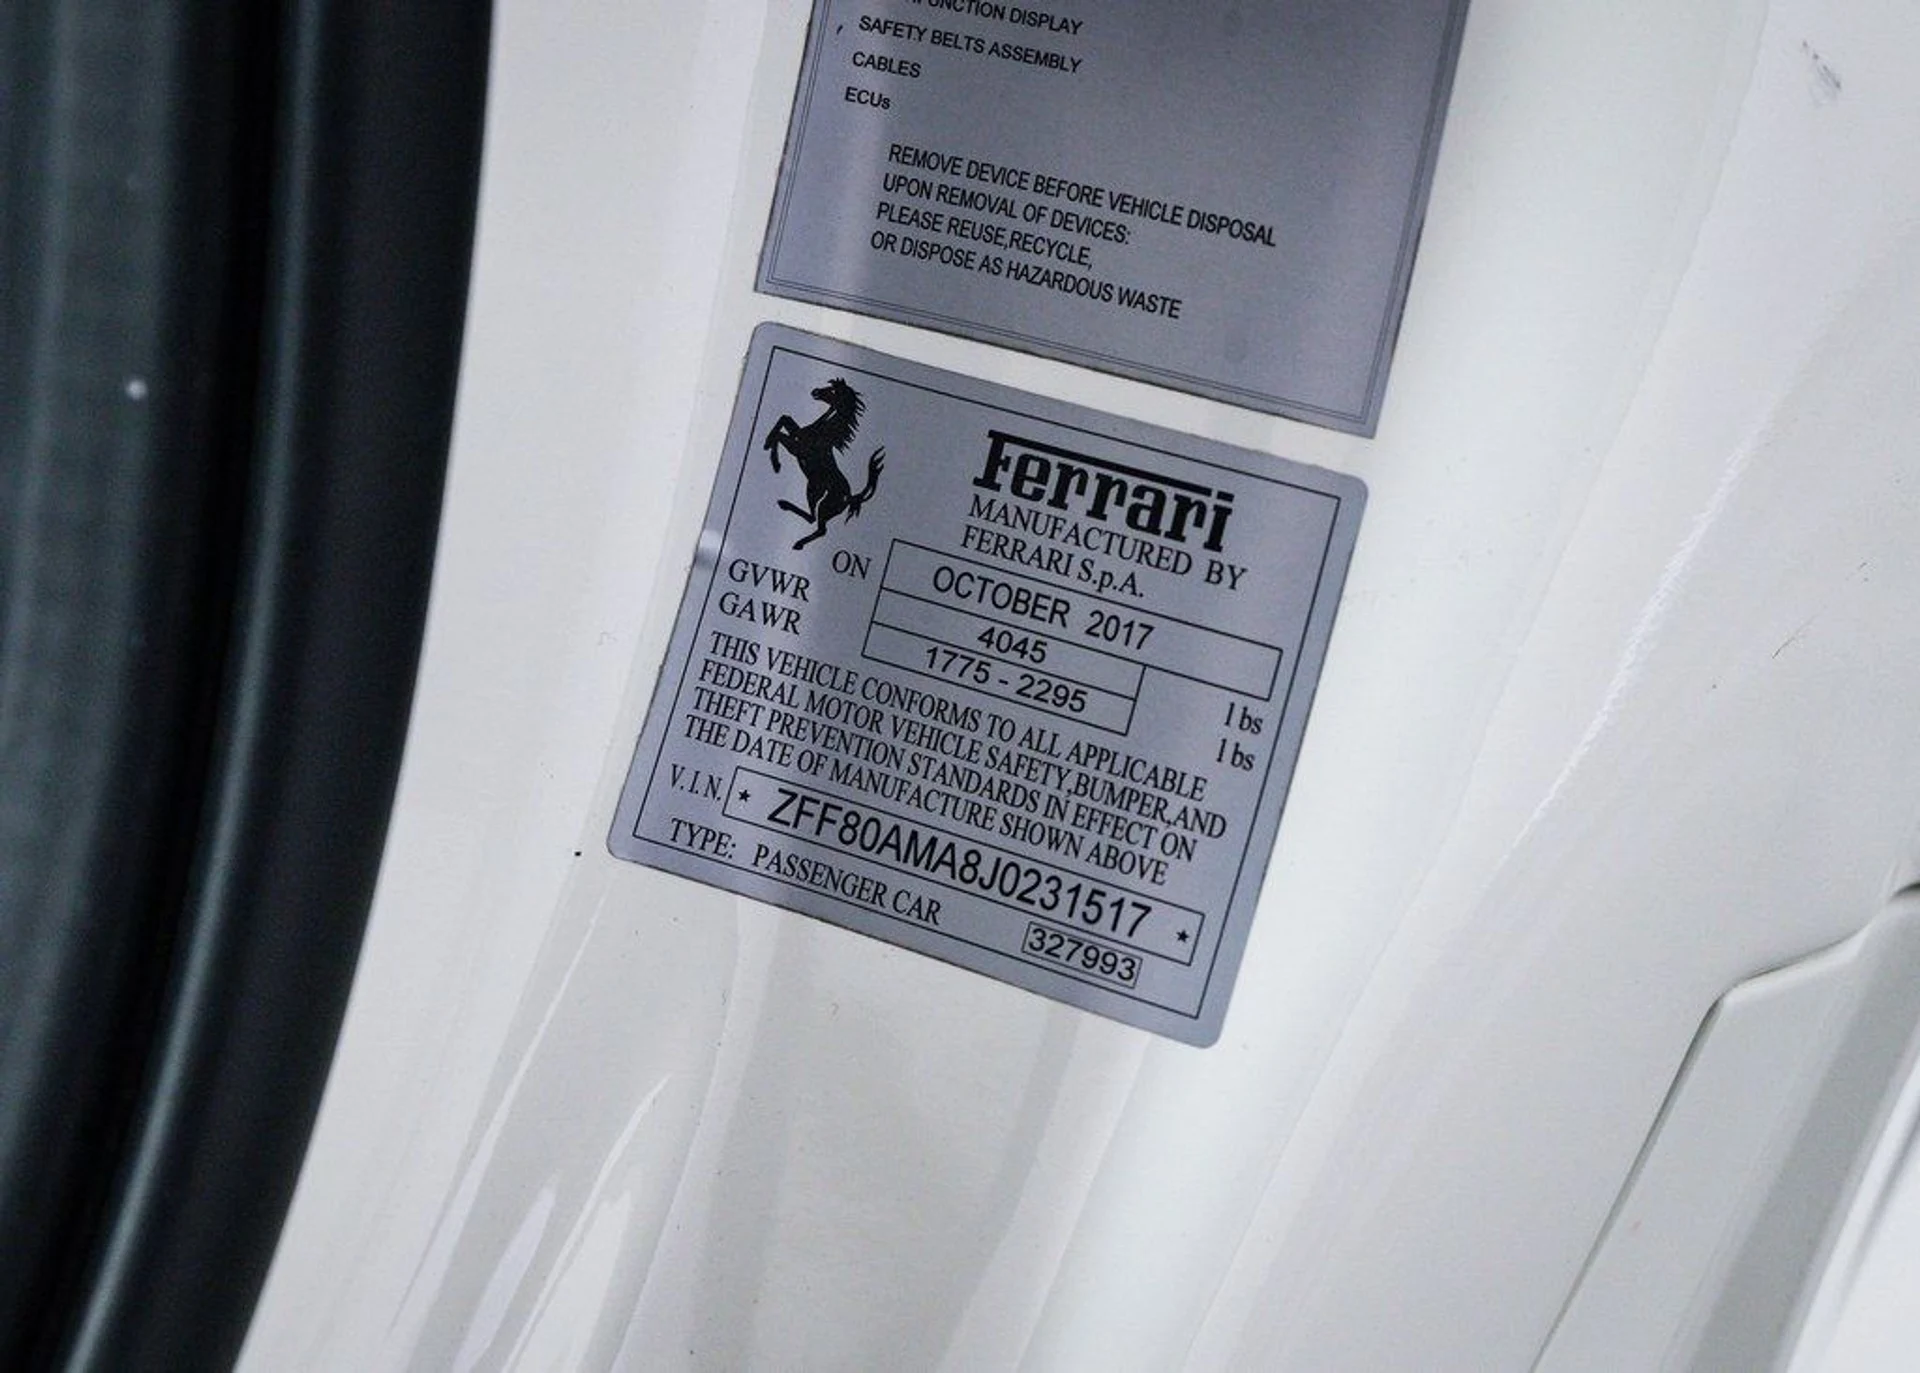 FUNCTION DISPLAY
SAFETY BELTS ASSEMBLY
CABLES
ECUs
REMOVE DEVICE BEFORE VEHICLE DISPOSAL
UPON REMOVAL OF DEVICES:
PLEASE REUSE,RECYCLE,
OR DISPOSE AS HAZARDOUS WASTE
Ferrari
MANUFACTURED BY
FERRARI S.p.A.
ON OCTOBER 2017
GVWR 4045 lbs
GAWR 1775 - 2295 lbs
THIS VEHICLE CONFORMS TO ALL APPLICABLE
FEDERAL MOTOR VEHICLE SAFETY,BUMPER,AND
THEFT PREVENTION STANDARDS IN EFFECT ON
THE DATE OF MANUFACTURE SHOWN ABOVE
V.I.N. ★ ZFF80AMA8J0231517 ★
TYPE: PASSENGER CAR
327993